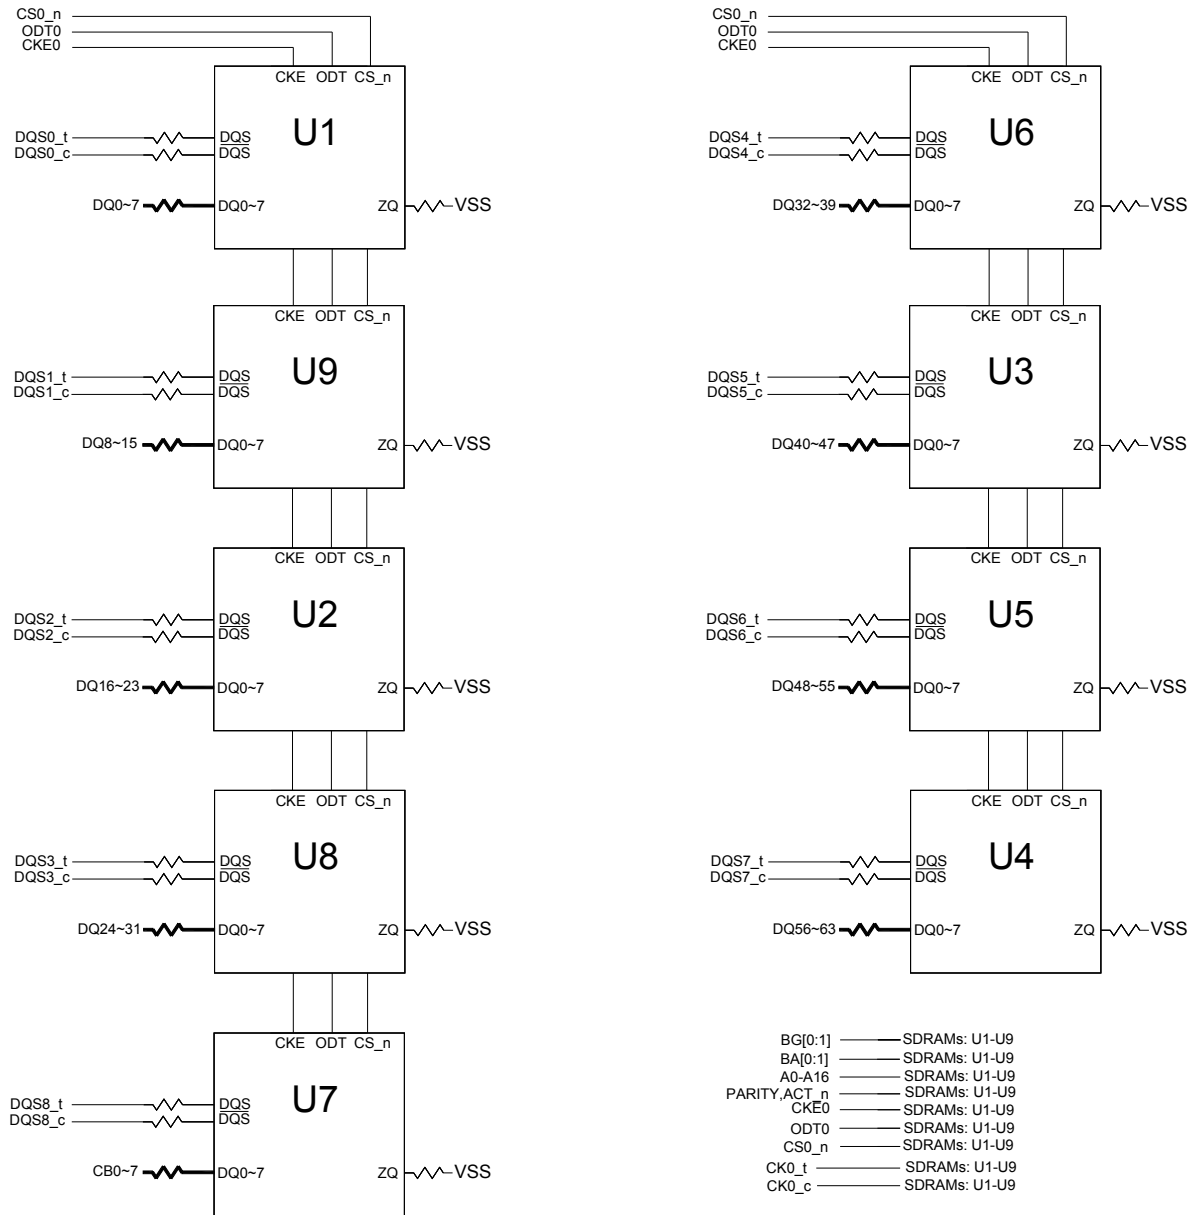 CS0_n
ODT0
CKE0
CKE ODT CS_n
U1
DQS0_t DQS
DQS0_c DQS
DQ0~7 DQ0~7 ZQ VSS
CKE ODT CS_n
U9
DQS1_t DQS
DQS1_c DQS
DQ8~15 DQ0~7 ZQ VSS
CKE ODT CS_n
U2
DQS2_t DQS
DQS2_c DQS
DQ16~23 DQ0~7 ZQ VSS
CKE ODT CS_n
U8
DQS3_t DQS
DQS3_c DQS
DQ24~31 DQ0~7 ZQ VSS
CKE ODT CS_n
U7
DQS8_t DQS
DQS8_c DQS
CB0~7 DQ0~7 ZQ VSS
CS0_n
ODT0
CKE0
CKE ODT CS_n
U6
DQS4_t DQS
DQS4_c DQS
DQ32~39 DQ0~7 ZQ VSS
CKE ODT CS_n
U3
DQS5_t DQS
DQS5_c DQS
DQ40~47 DQ0~7 ZQ VSS
CKE ODT CS_n
U5
DQS6_t DQS
DQS6_c DQS
DQ48~55 DQ0~7 ZQ VSS
CKE ODT CS_n
U4
DQS7_t DQS
DQS7_c DQS
DQ56~63 DQ0~7 ZQ VSS
BG[0:1] SDRAMs: U1-U9
BA[0:1] SDRAMs: U1-U9
A0-A16 SDRAMs: U1-U9
PARITY,ACT_n SDRAMs: U1-U9
CKE0 SDRAMs: U1-U9
ODT0 SDRAMs: U1-U9
CS0_n SDRAMs: U1-U9
CK0_t SDRAMs: U1-U9
CK0_c SDRAMs: U1-U9